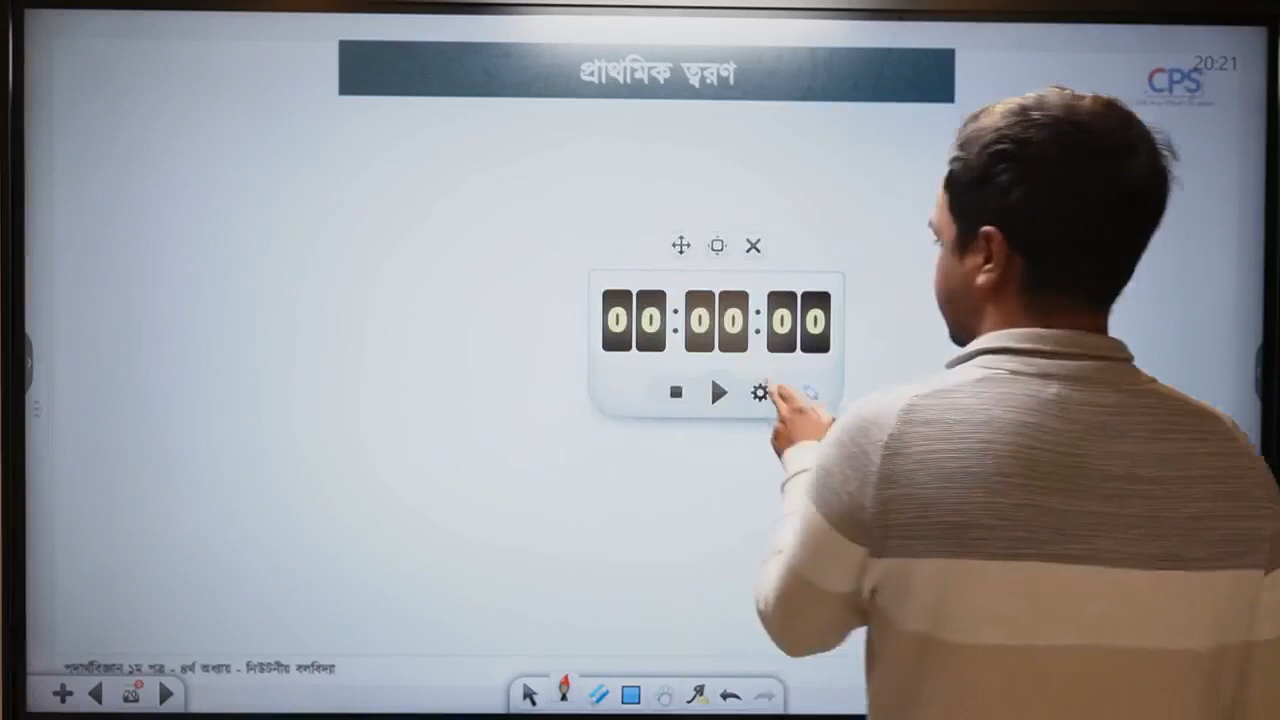 প্রাথমিক ত্বরণ
20:21
CPS
00:00:00
পদার্থবিজ্ঞান ১ম পত্র - ৪র্থ অধ্যায় - নিউটনীয় বলবিদ্যা
20